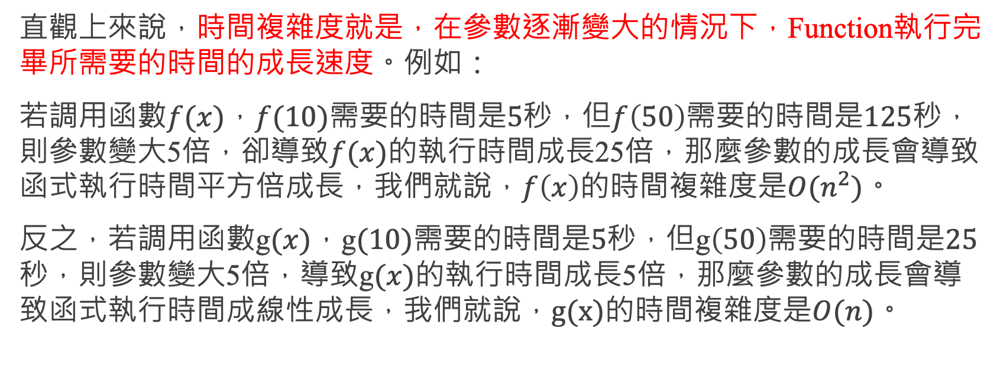 直觀上來說，時間複雜度就是，在參數逐漸變大的情況下，Function執行完
畢所需要的時間的成長速度。例如：
若調用函數f(x)，f(10)需要的時間是5秒，但f(50)需要的時間是125秒，
則參數變大5倍，卻導致f(x)的執行時間成長25倍，那麼參數的成長會導致
函式執行時間平方倍成長，我們就說，f(x)的時間複雜度是O(n²)。
反之，若調用函數g(x)，g(10)需要的時間是5秒，但g(50)需要的時間是25
秒，則參數變大5倍，導致g(x)的執行時間成長5倍，那麼參數的成長會導
致函式執行時間成線性成長，我們就說，g(x)的時間複雜度是O(n)。